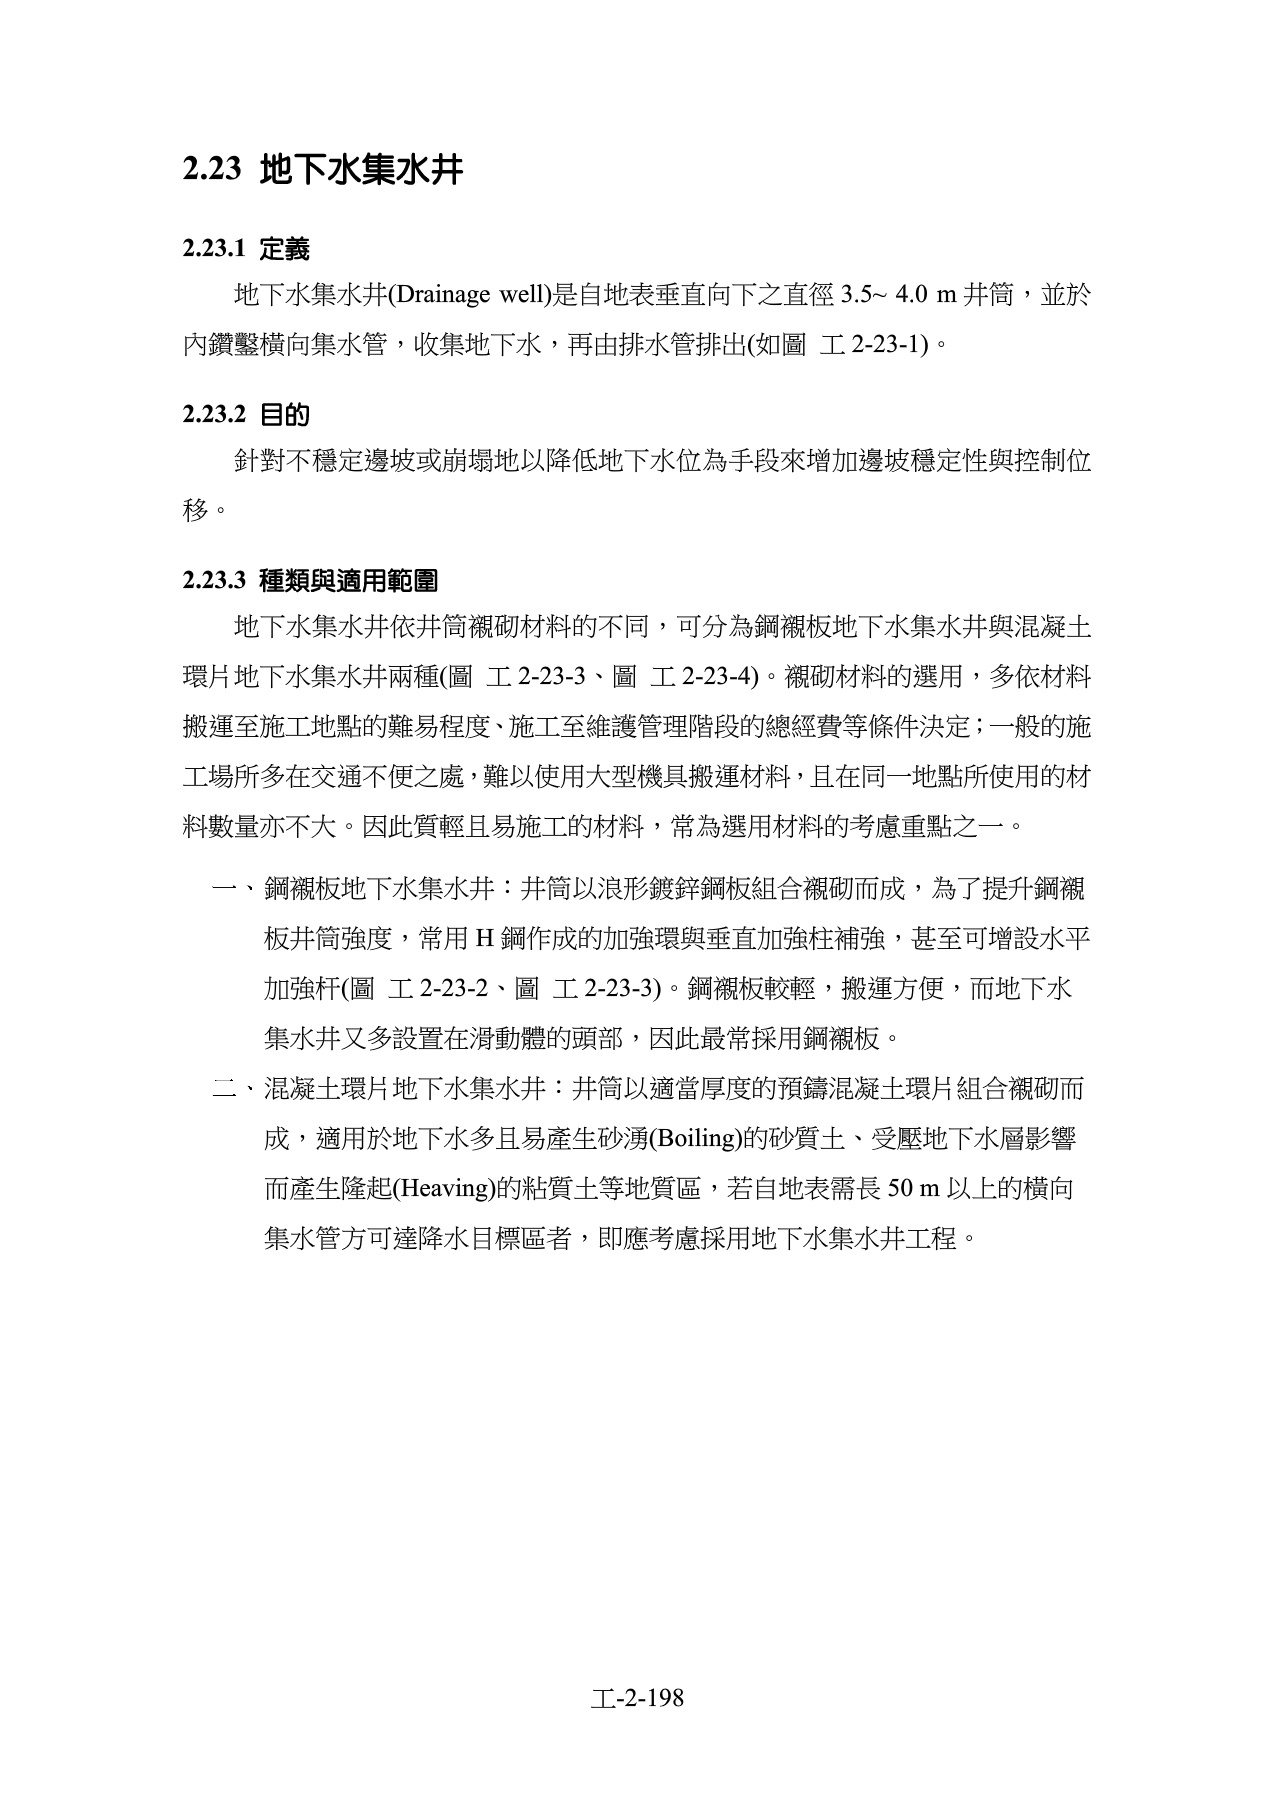 2.23 地下水集水井
2.23.1 定義
地下水集水井(Drainage well)是自地表垂直向下之直徑 3.5~ 4.0 m 井筒，並於
內鑽鑿橫向集水管，收集地下水，再由排水管排出(如圖 工 2-23-1)。
2.23.2 目的
針對不穩定邊坡或崩塌地以降低地下水位為手段來增加邊坡穩定性與控制位
移。
2.23.3 種類與適用範圍
地下水集水井依井筒襯砌材料的不同，可分為鋼襯板地下水集水井與混凝土
環片地下水集水井兩種(圖 工 2-23-3、圖 工 2-23-4)。襯砌材料的選用，多依材料
搬運至施工地點的難易程度、施工至維護管理階段的總經費等條件決定；一般的施
工場所多在交通不便之處，難以使用大型機具搬運材料，且在同一地點所使用的材
料數量亦不大。因此質輕且易施工的材料，常為選用材料的考慮重點之一。
一、鋼襯板地下水集水井：井筒以浪形鍍鋅鋼板組合襯砌而成，為了提升鋼襯
板井筒強度，常用 H 鋼作成的加強環與垂直加強柱補強，甚至可增設水平
加強杆(圖 工 2-23-2、圖 工 2-23-3)。鋼襯板較輕，搬運方便，而地下水
集水井又多設置在滑動體的頭部，因此最常採用鋼襯板。
二、混凝土環片地下水集水井：井筒以適當厚度的預鑄混凝土環片組合襯砌而
成，適用於地下水多且易產生砂湧(Boiling)的砂質土、受壓地下水層影響
而產生隆起(Heaving)的粘質土等地質區，若自地表需長 50 m 以上的橫向
集水管方可達降水目標區者，即應考慮採用地下水集水井工程。
工-2-198